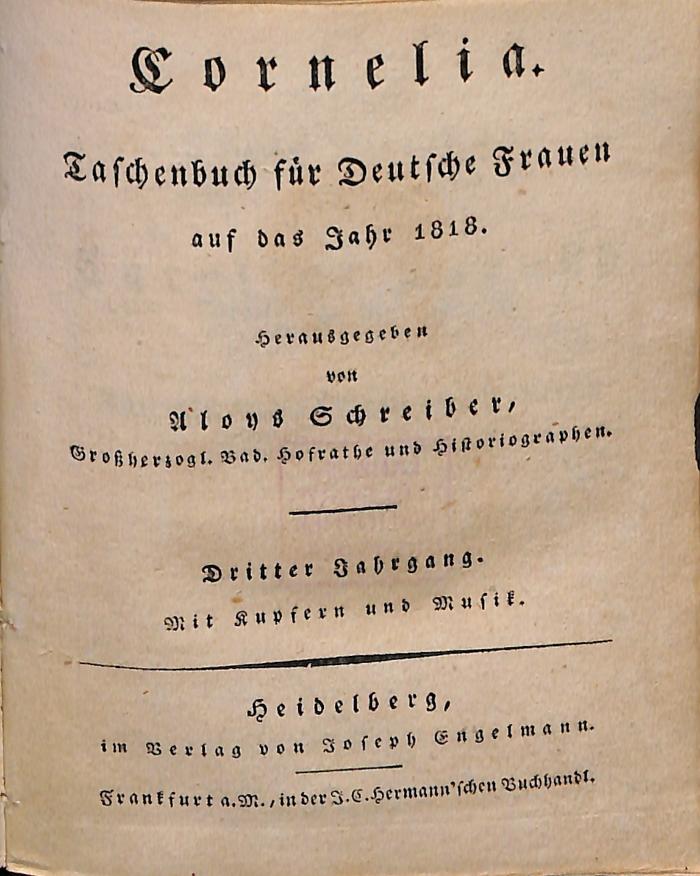 Cornelia.
Taschenbuch für Deutsche Frauen
auf das Jahr 1818.
Herausgegeben
von
Aloys Schreiber,
Großherzogl. Bad. Hofrathe und Historiographen.
Dritter Jahrgang.
Mit Kupfern und Musik.
Heidelberg,
im Verlag von Joseph Engelmann.
Frankfurt a. M., in der J. C. Hermann'schen Buchhandl.